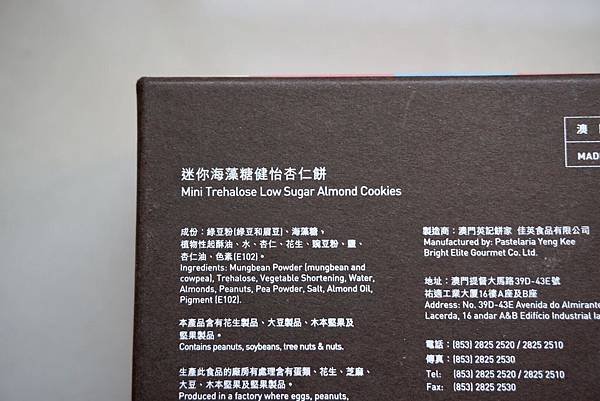 迷你海藻糖健怡杏仁餅
Mini Trehalose Low Sugar Almond Cookies
成份：綠豆粉(綠豆和眉豆)、海藻糖，
植物性起酥油、水、杏仁、花生、豌豆粉、鹽、
杏仁油、色素(E102)。
Ingredients: Mungbean Powder (mungbean and
cowpea), Trehalose, Vegetable Shortening, Water,
Almonds, Peanuts, Pea Powder, Salt, Almond Oil,
Pigment (E102).
本產品含有花生製品、大豆製品、木本堅果及
堅果製品。
Contains peanuts, soybeans, tree nuts & nuts.
生產此食品的廠房有處理含有蛋類、花生、芝麻、
大豆、木本堅果及堅果製品。
Produced in a factory where eggs, peanuts,
澳
MAD
製造商：澳門英記餅家 佳英食品有限公司
Manufactured by: Pastelaria Yeng Kee
Bright Elite Gourmet Co. Ltd.
地址：澳門提督大馬路39D-43E號
祐適工業大廈16樓A座及B座
Address: No. 39D-43E Avenida do Almirante
Lacerda, 16 andar A&B Edifício Industrial
電話：(853) 2825 2520 / 2825 2510
傳真：(853) 2825 2530
Tel: (853) 2825 2520 / 2825 2510
Fax: (853) 2825 2530